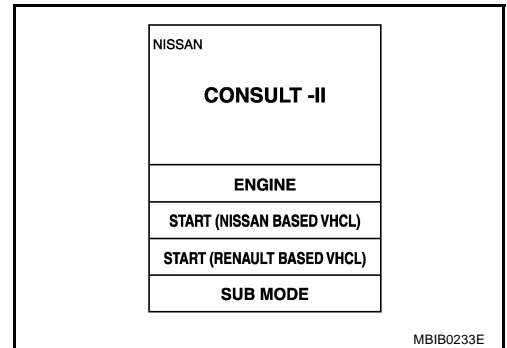 NISSAN
CONSULT -II
ENGINE
START (NISSAN BASED VHCL)
START (RENAULT BASED VHCL)
SUB MODE
MBIB0233E